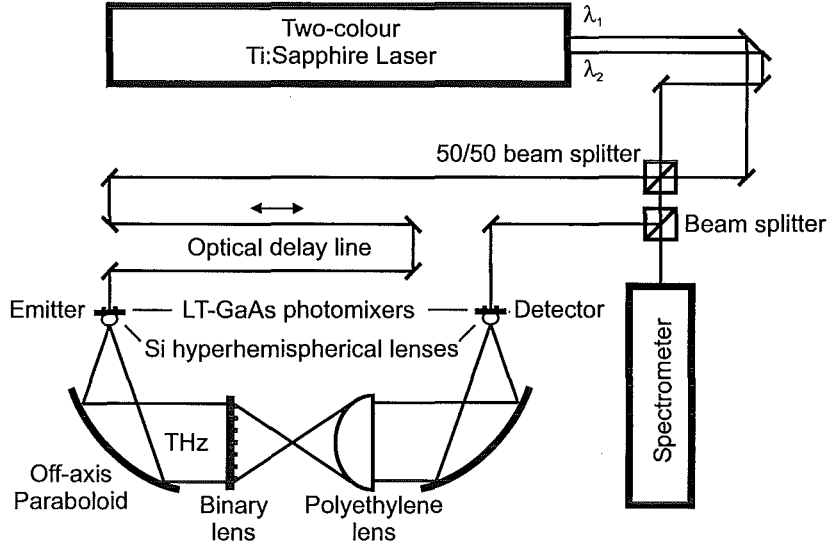 Two-colour
Ti:Sapphire Laser
λ1
λ2
50/50 beam splitter
Beam splitter
Optical delay line
Emitter
LT-GaAs photomixers
Detector
Si hyperhemispherical lenses
Spectrometer
THz
Off-axis
Paraboloid
Binary
lens
Polyethylene
lens